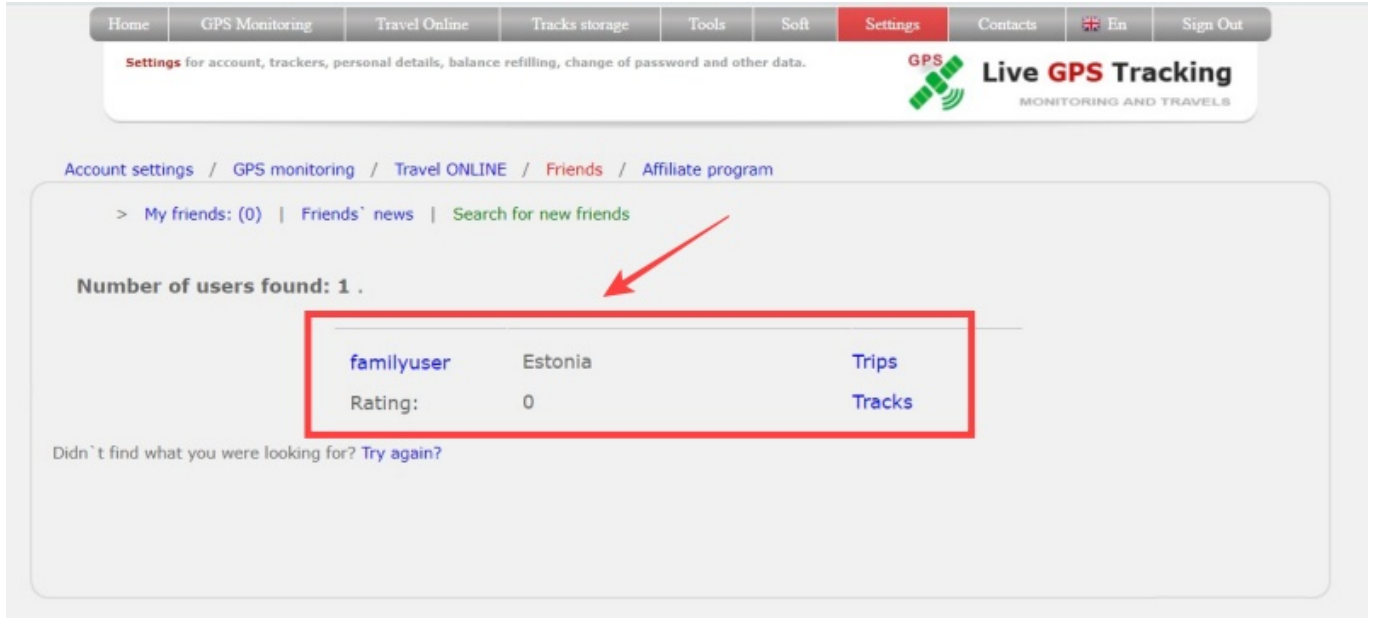 Home GPS Monitoring Travel Online Tracks storage Tools Soft Settings Contacts En Sign Out
Settings for account, trackers, personal details, balance refilling, change of password and other data.
GPS
Live GPS Tracking
MONITORING AND TRAVELS
Account settings / GPS monitoring / Travel ONLINE / Friends / Affiliate program
> My friends: (0) | Friends` news | Search for new friends
Number of users found: 1 .
familyuser Estonia Trips
Rating: 0 Tracks
Didn`t find what you were looking for? Try again?